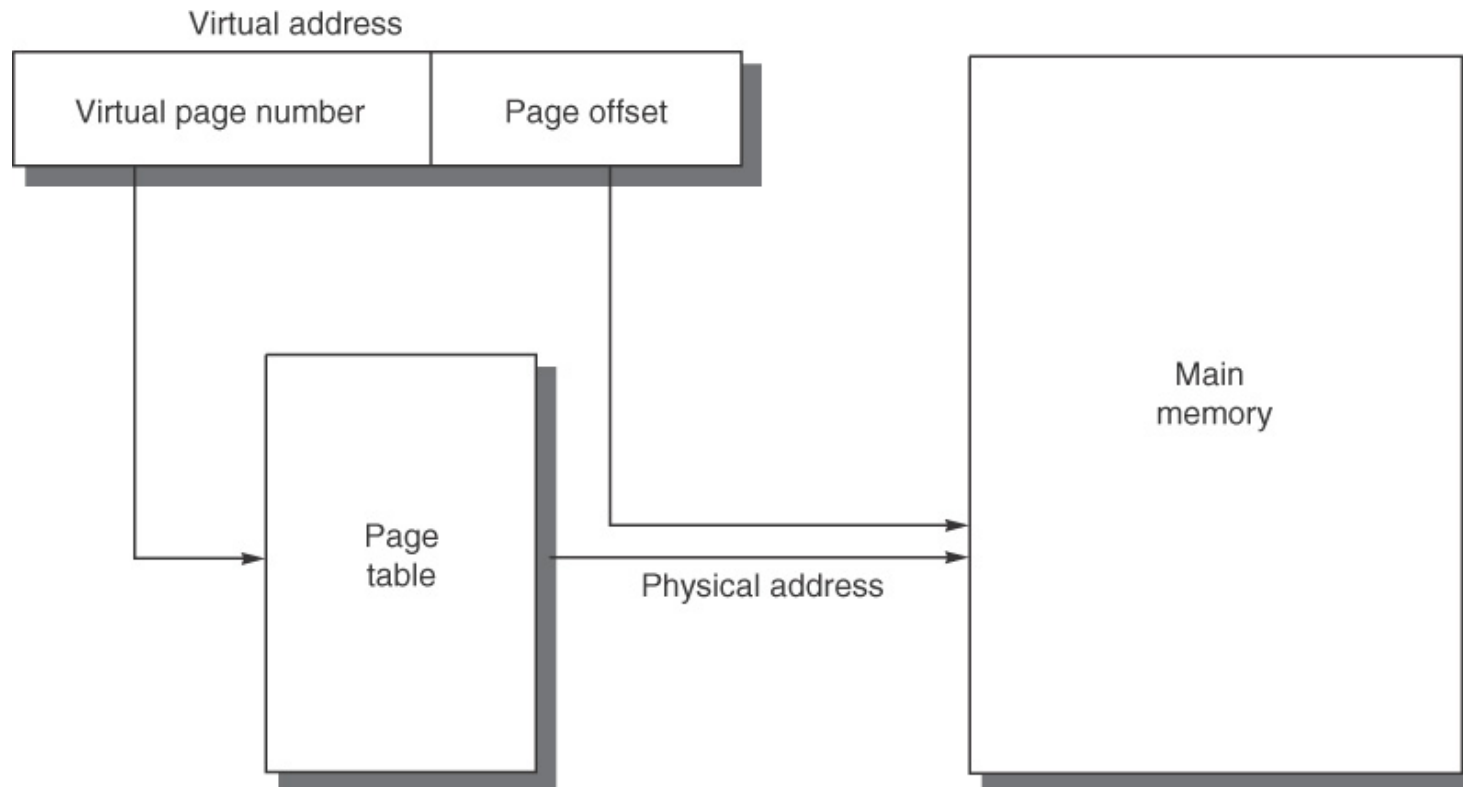 Virtual address
Virtual page number
Page offset
Main
memory
Page
table
Physical address